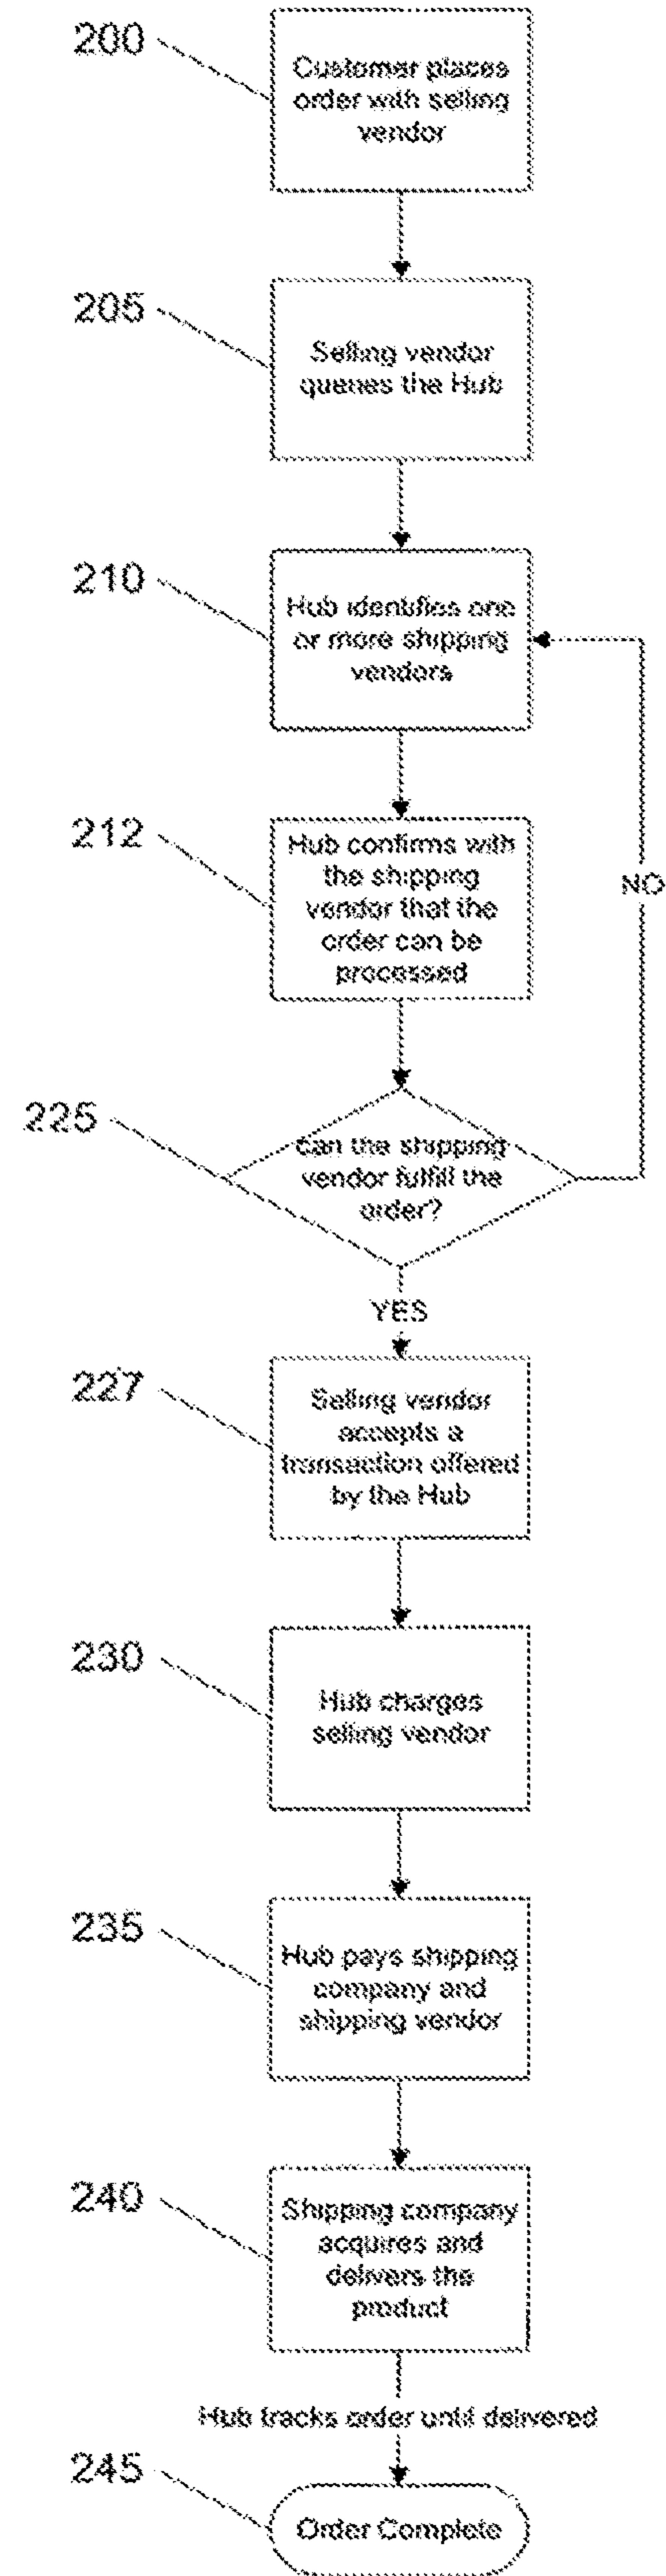 200
Customer places
order with selling
vendor
205
Selling vendor
queries the Hub
210
Hub identifies one
or more shipping
vendors
212
Hub confirms with
the shipping
vendor that the
order can be
processed
NO
225
Can the shipping
vendor fulfill the
order?
YES
227
Selling vendor
accepts a
transaction offered
by the Hub
230
Hub charges
selling vendor
235
Hub pays shipping
company and
shipping vendor
240
Shipping company
acquires and
delivers the
product
Hub tracks order until delivered
245
Order Complete